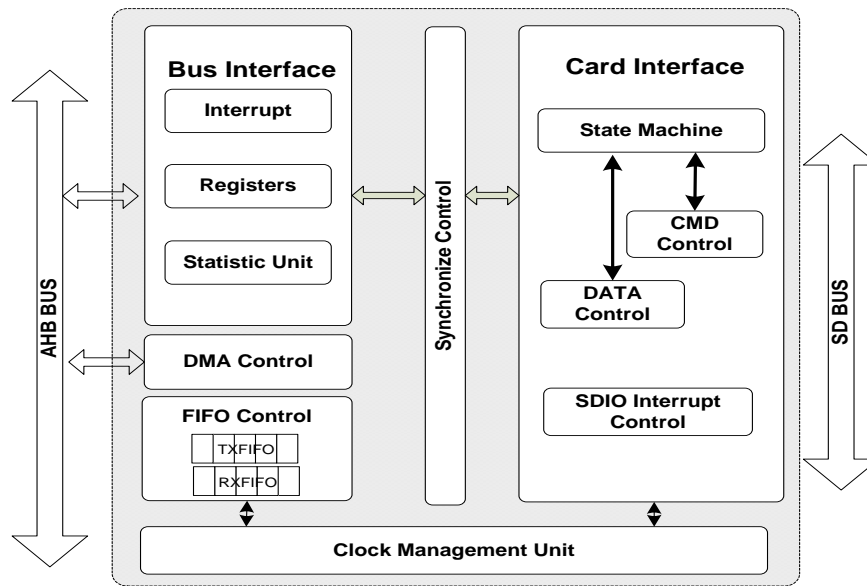 Bus Interface
Interrupt
Registers
Statistic Unit
DMA Control
FIFO Control
TXFIFO
RXFIFO
AHB BUS
Synchronize Control
Card Interface
State Machine
CMD
Control
DATA
Control
SDIO Interrupt
Control
SD BUS
Clock Management Unit